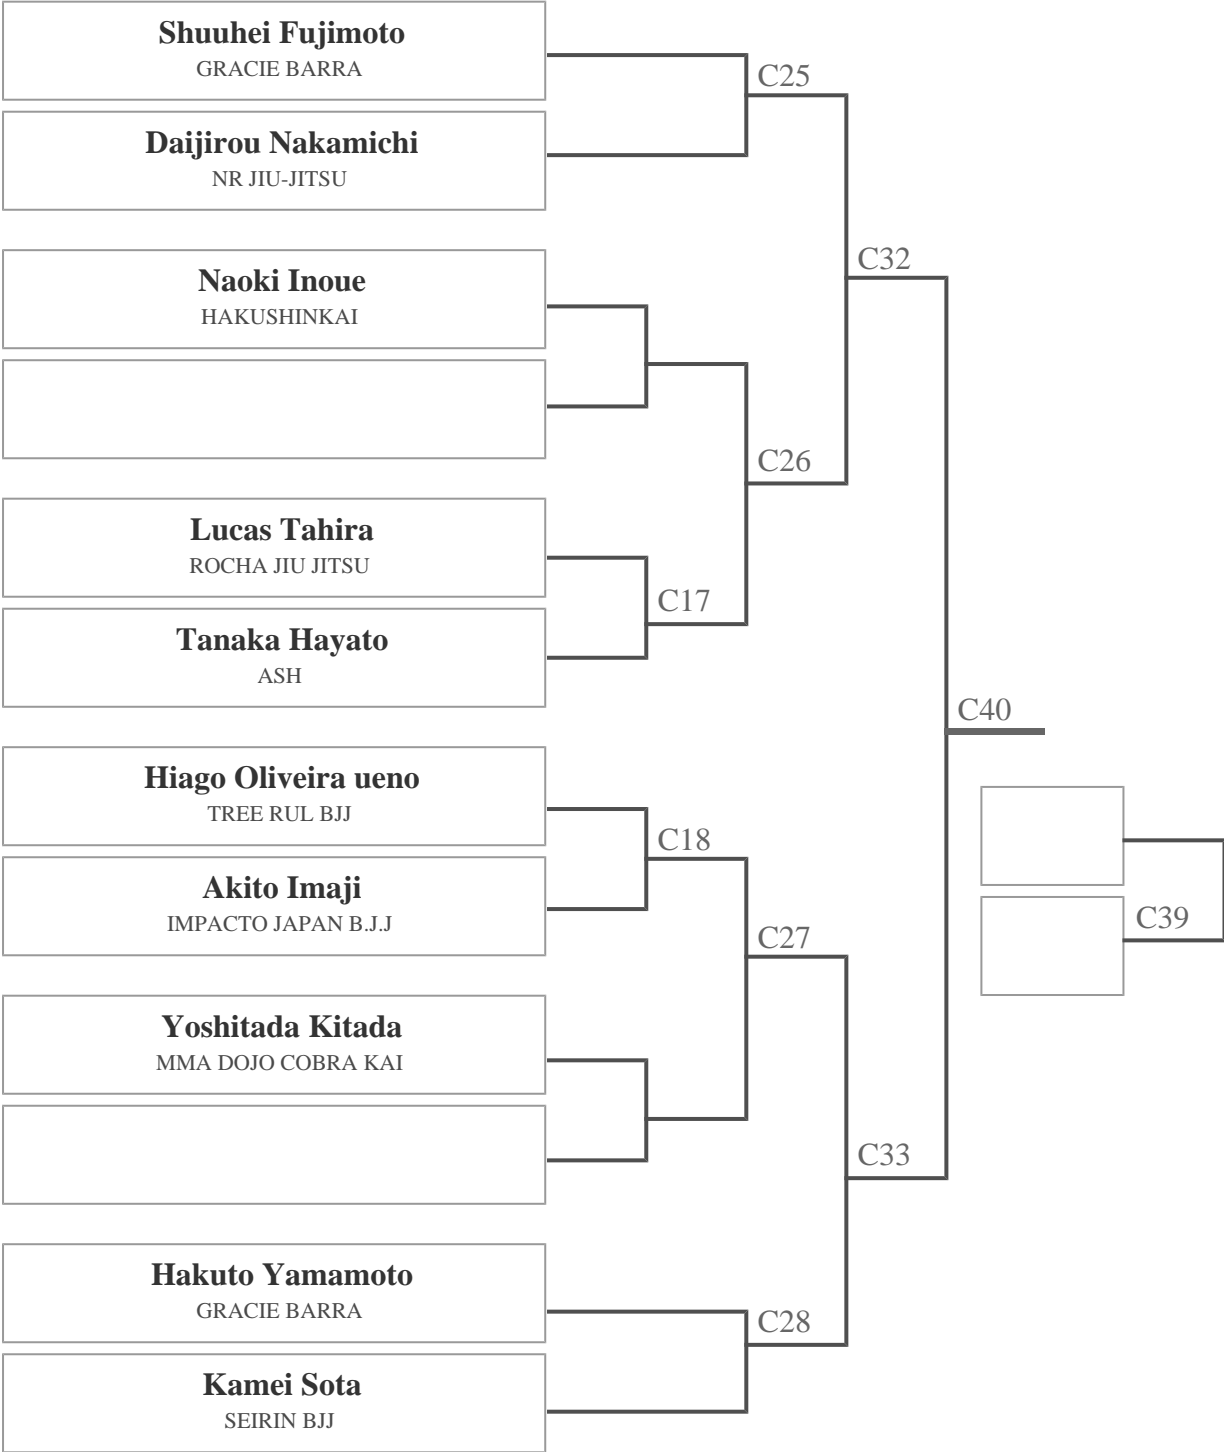 Shuuhei Fujimoto
GRACIE BARRA
C25
Daijirou Nakamichi
NR JIU-JITSU
C32
Naoki Inoue
HAKUSHINKAI
C26
Lucas Tahira
ROCHA JIU JITSU
C17
Tanaka Hayato
ASH
C40
Hiago Oliveira ueno
TREE RUL BJJ
C18
Akito Imaji
IMPACTO JAPAN B.J.J
C39
C27
Yoshitada Kitada
MMA DOJO COBRA KAI
C33
Hakuto Yamamoto
GRACIE BARRA
C28
Kamei Sota
SEIRIN BJJ